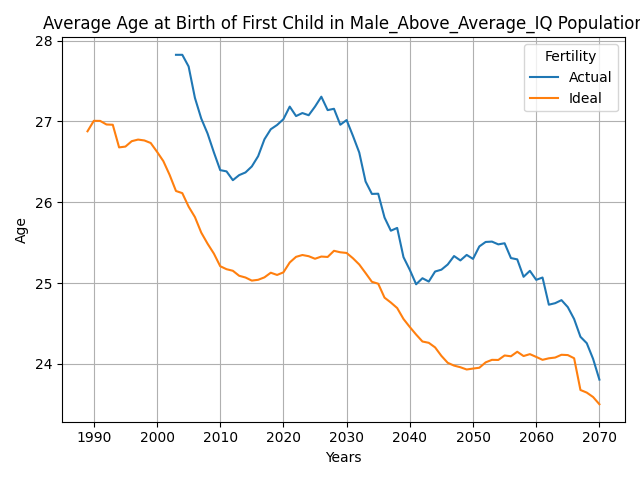 Average Age at Birth of First Child in Male_Above_Average_IQ Population
28
27
26
25
24
Age
Fertility
Actual
Ideal
1990 2000 2010 2020 2030 2040 2050 2060 2070
Years